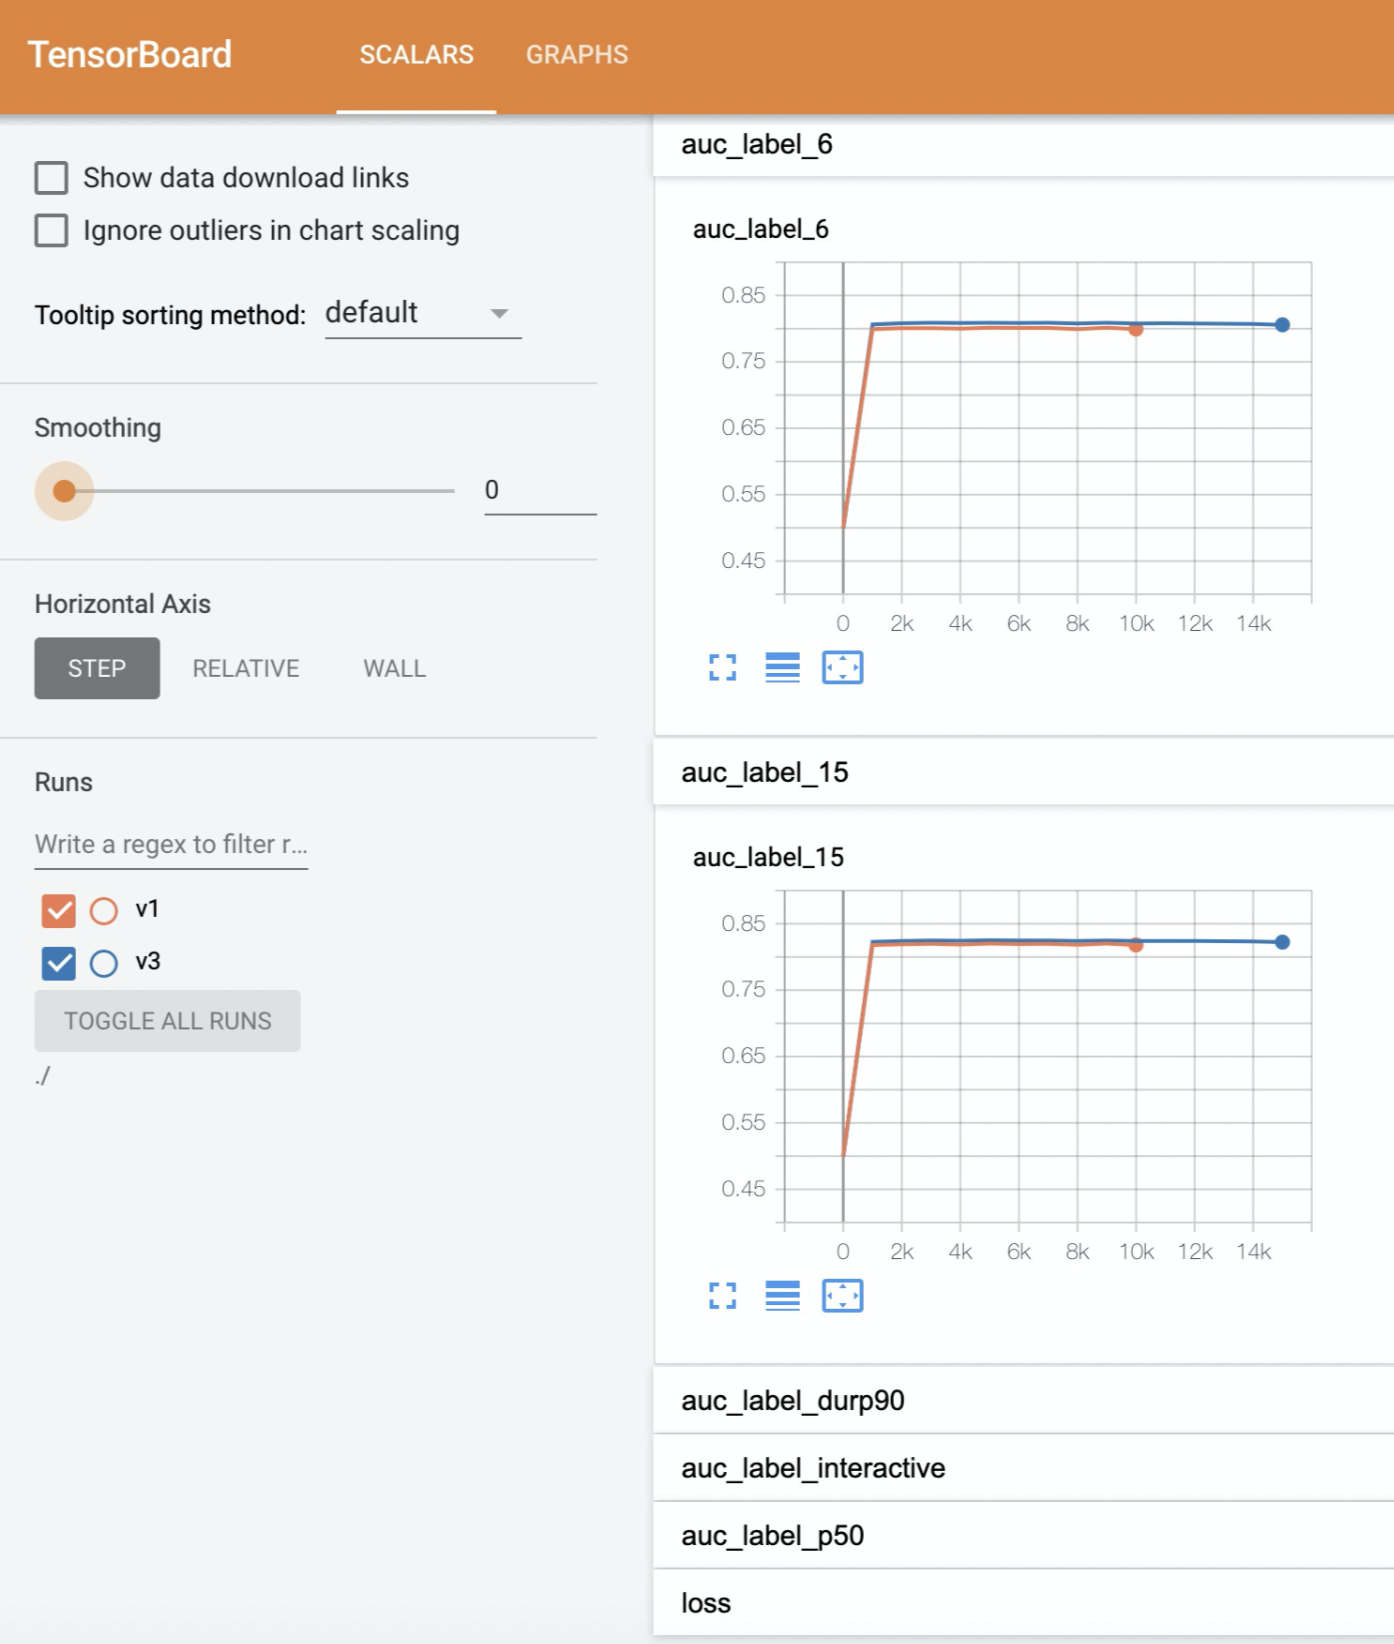 TensorBoard SCALARS GRAPHS
Show data download links
Ignore outliers in chart scaling
Tooltip sorting method: default
Smoothing
0
Horizontal Axis
STEP RELATIVE WALL
Runs
Write a regex to filter r...
v1
v3
TOGGLE ALL RUNS
./
auc_label_6
auc_label_6
0.85
0.75
0.65
0.55
0.45
0 2k 4k 6k 8k 10k 12k 14k
auc_label_15
auc_label_15
0.85
0.75
0.65
0.55
0.45
0 2k 4k 6k 8k 10k 12k 14k
auc_label_durp90
auc_label_interactive
auc_label_p50
loss